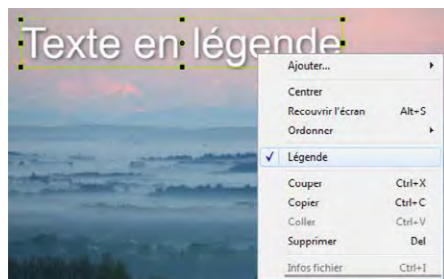 Texte en légende
Ajouter...
Centrer
Recouvrir l'écran Alt+S
Ordonner
Légende
Couper Ctrl+X
Copier Ctrl+C
Coller Ctrl+V
Supprimer Del
Infos fichier Ctrl+I